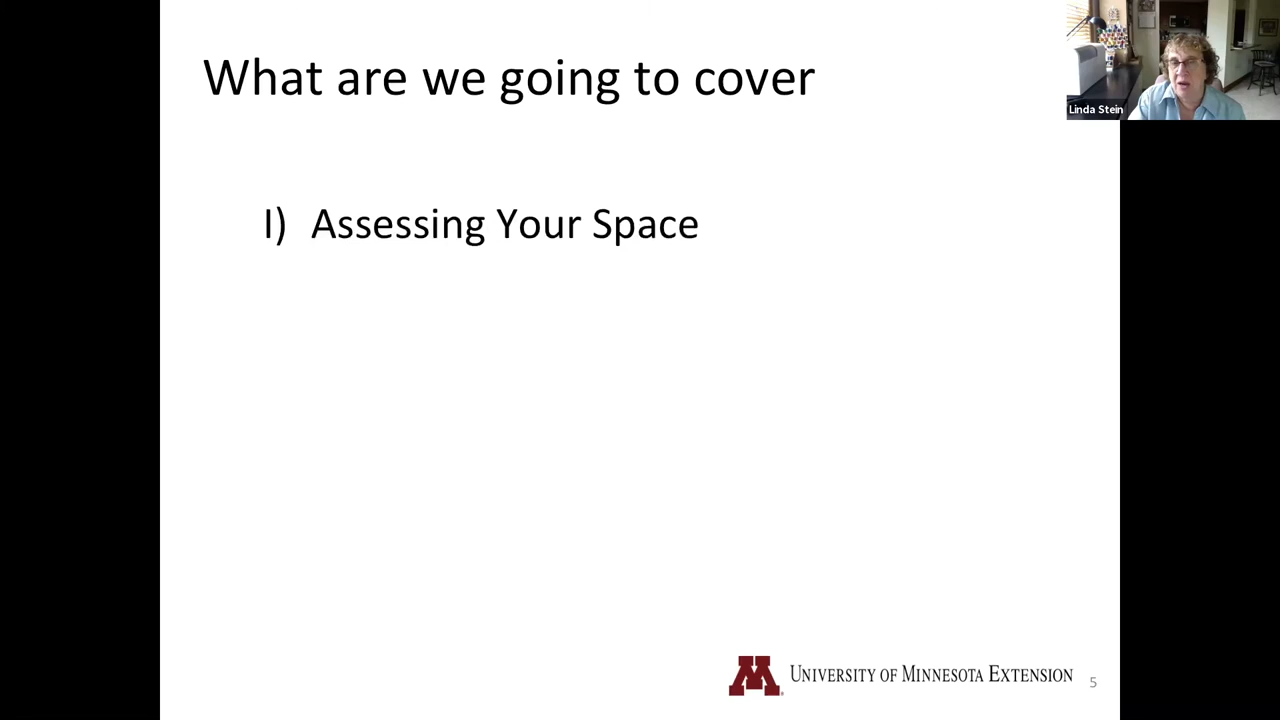 What are we going to cover
Linda Stein
I) Assessing Your Space
M
UNIVERSITY OF MINNESOTA EXTENSION
5